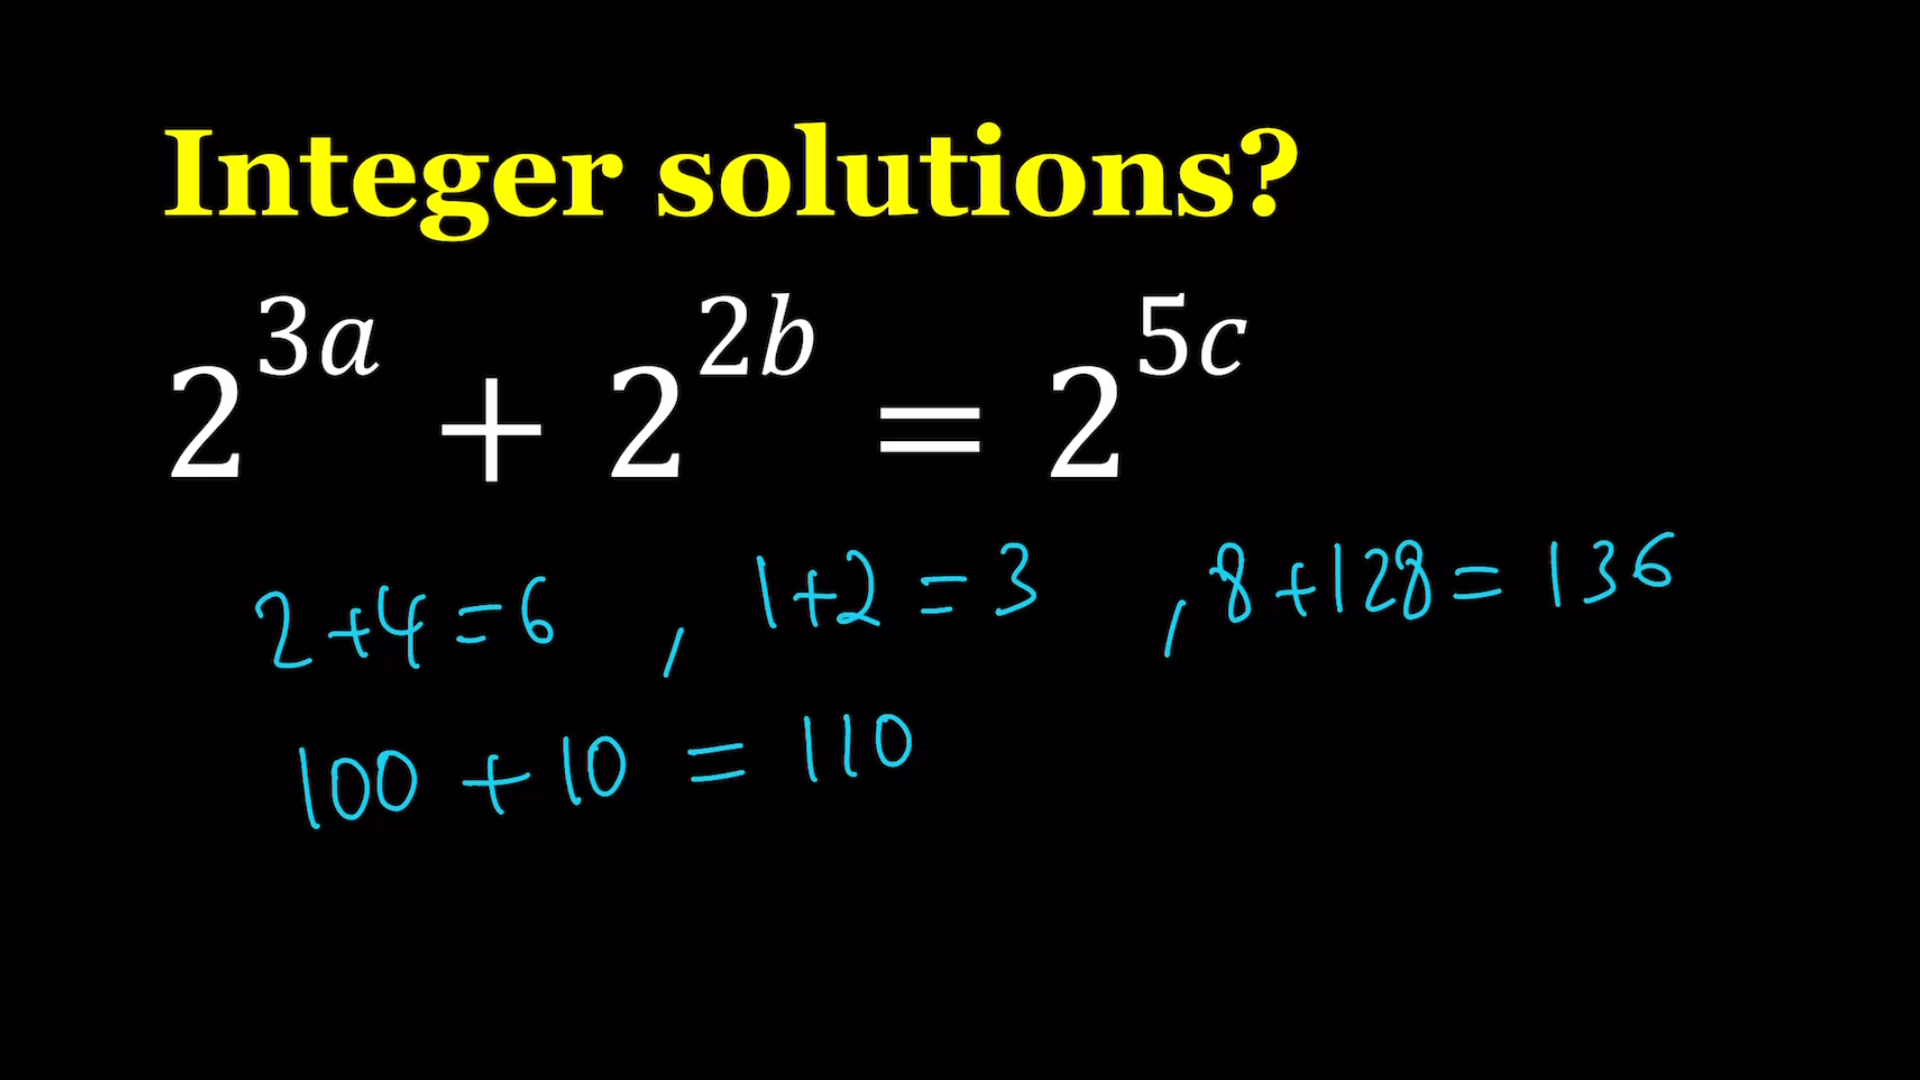 Integer solutions?
2^{3a} + 2^{2b} = 2^{5c}
2+4=6 , 1+2=3 , 8+128=136
100 + 10 = 110